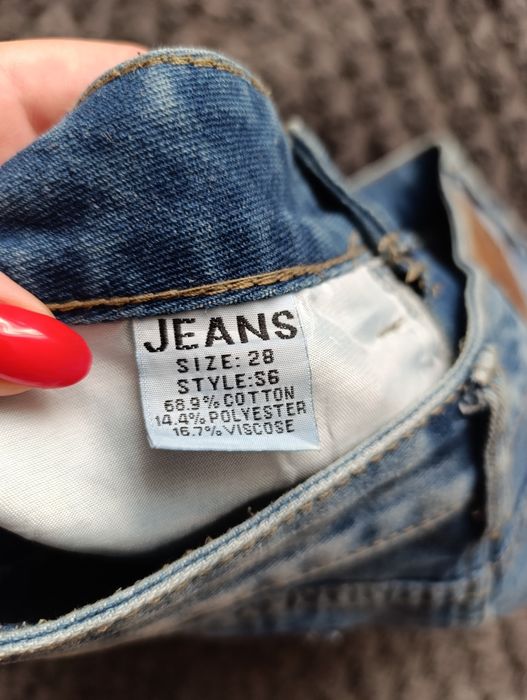 JEANS
SIZE: 28
STYLE:S6
68.9% COTTON
14.4% POLYESTER
16.7% VISCOSE